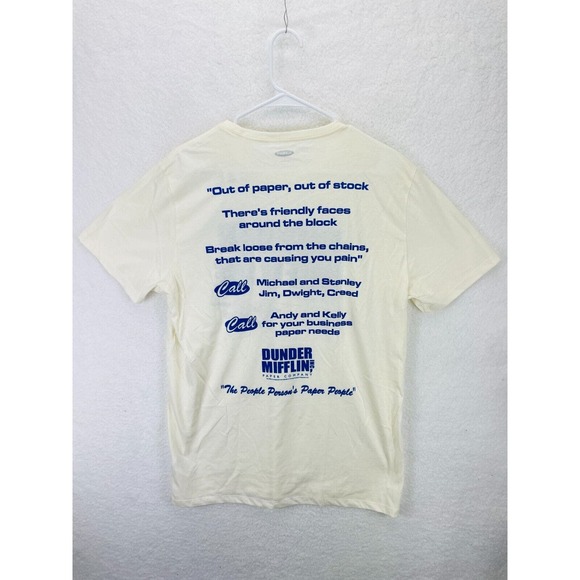 "Out of paper, out of stock
There's friendly faces
around the block
Break loose from the chains,
that are causing you pain"
Call Michael and Stanley
Jim, Dwight, Creed
Call Andy and Kelly
for your business
paper needs
DUNDER
MIFFLIN INC
PAPER COMPANY
"The People Person's Paper People"